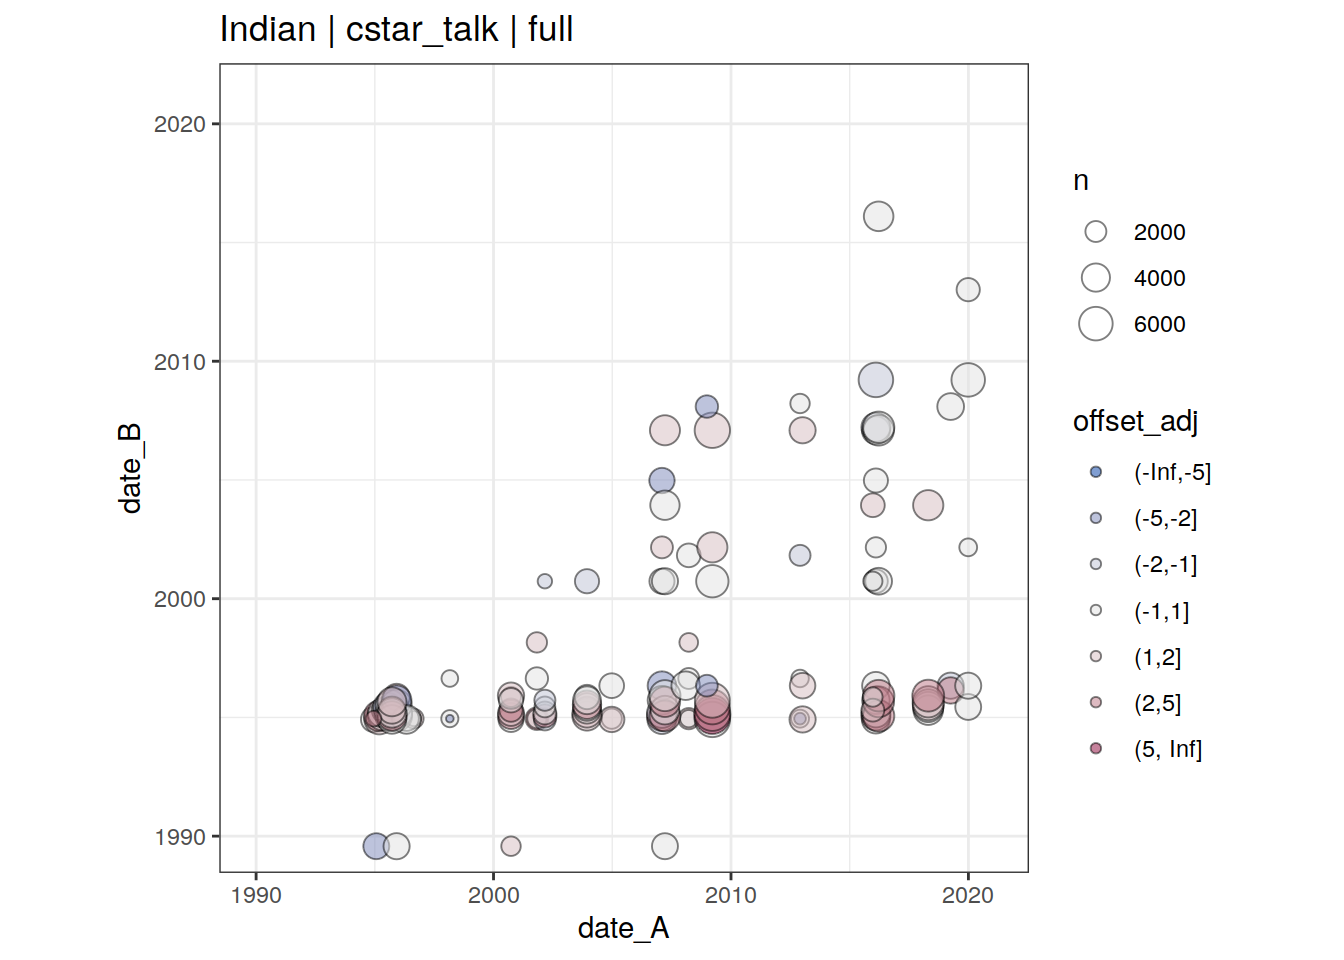 Indian | cstar_talk | full
2020
2010
2000
1990
1990
2000
2010
2020
date_A
date_B
n
2000
4000
6000
offset_adj
(-Inf,-5]
(-5,-2]
(-2,-1]
(-1,1]
(1,2]
(2,5]
(5, Inf]